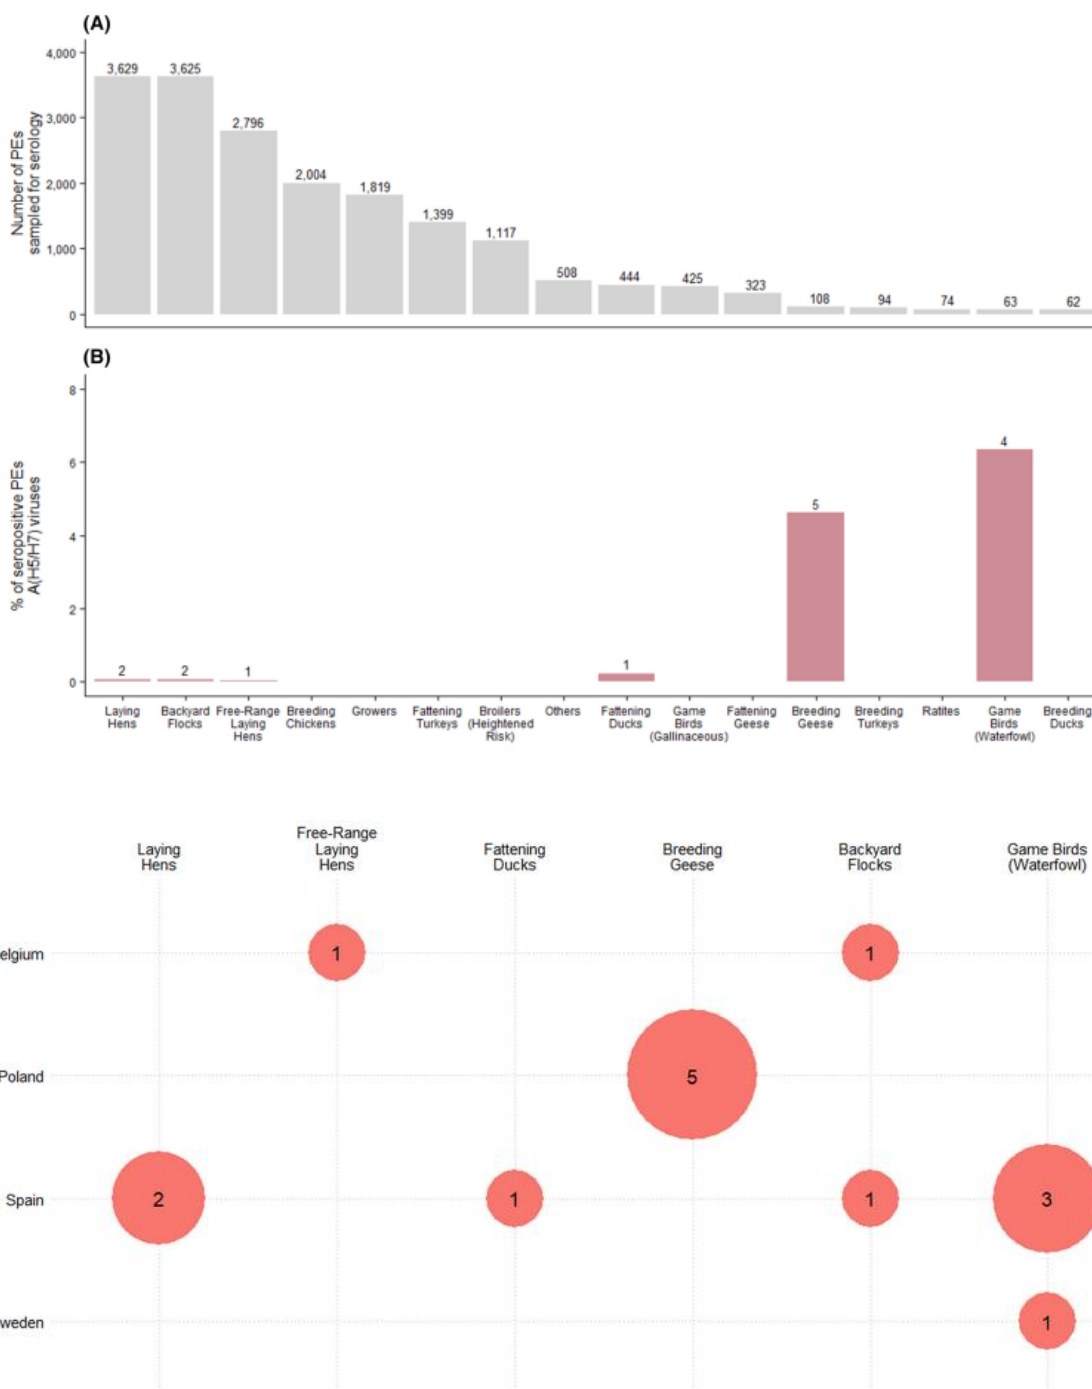 (A)
Number of PEs
sampled for serology
4,000
3,000
2,000
1,000
0
3,629
3,625
2,796
2,004
1,819
1,399
1,117
508
444
425
323
108
94
74
63
62
(B)
% of seropositive PEs
A(H5/H7) viruses
8
6
4
2
0
2
2
1
1
5
4
Laying
Hens
Backyard
Flocks
Free-Range
Laying
Hens
Breeding
Chickens
Growers
Fattening
Turkeys
Broilers
(Heightened
Risk)
Others
Fattening
Ducks
Game
Birds
(Gallinaceous)
Fattening
Geese
Breeding
Geese
Breeding
Turkeys
Ratites
Game
Birds
(Waterfowl)
Breeding
Ducks
Laying
Hens
Free-Range
Laying
Hens
Fattening
Ducks
Breeding
Geese
Backyard
Flocks
Game Birds
(Waterfowl)
elgium
1
1
Poland
5
Spain
2
1
1
3
weden
1